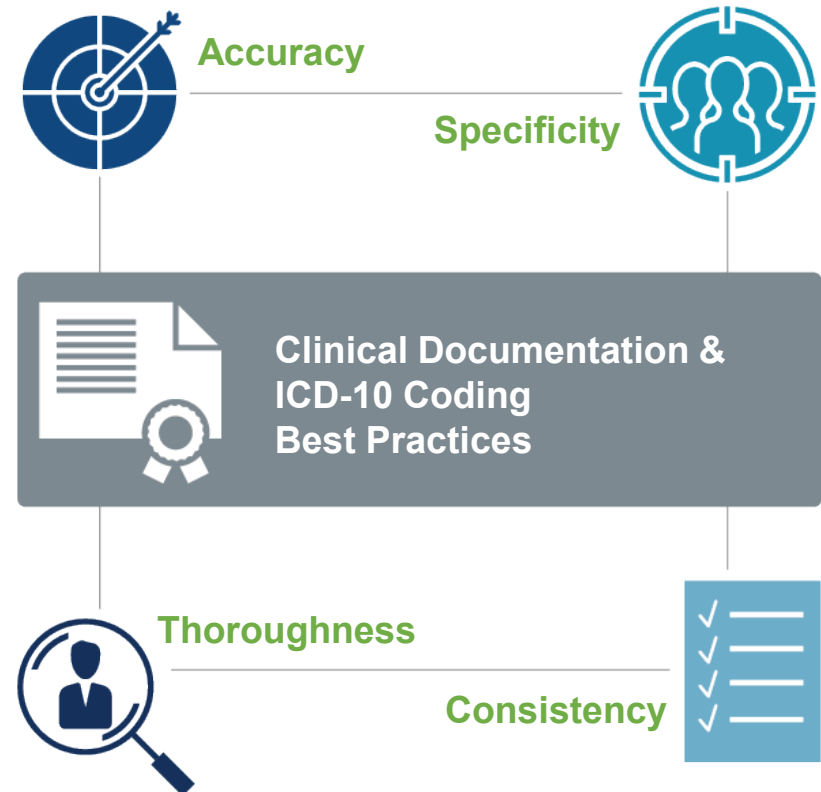 Accuracy
Specificity
Clinical Documentation &
ICD-10 Coding
Best Practices
Thoroughness
Consistency